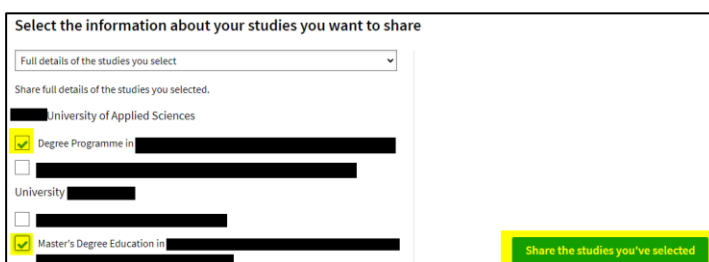 Select the information about your studies you want to share
Full details of the studies you select
Share full details of the studies you selected.
University of Applied Sciences
Degree Programme in
University
Master's Degree Education in
Share the studies you've selected